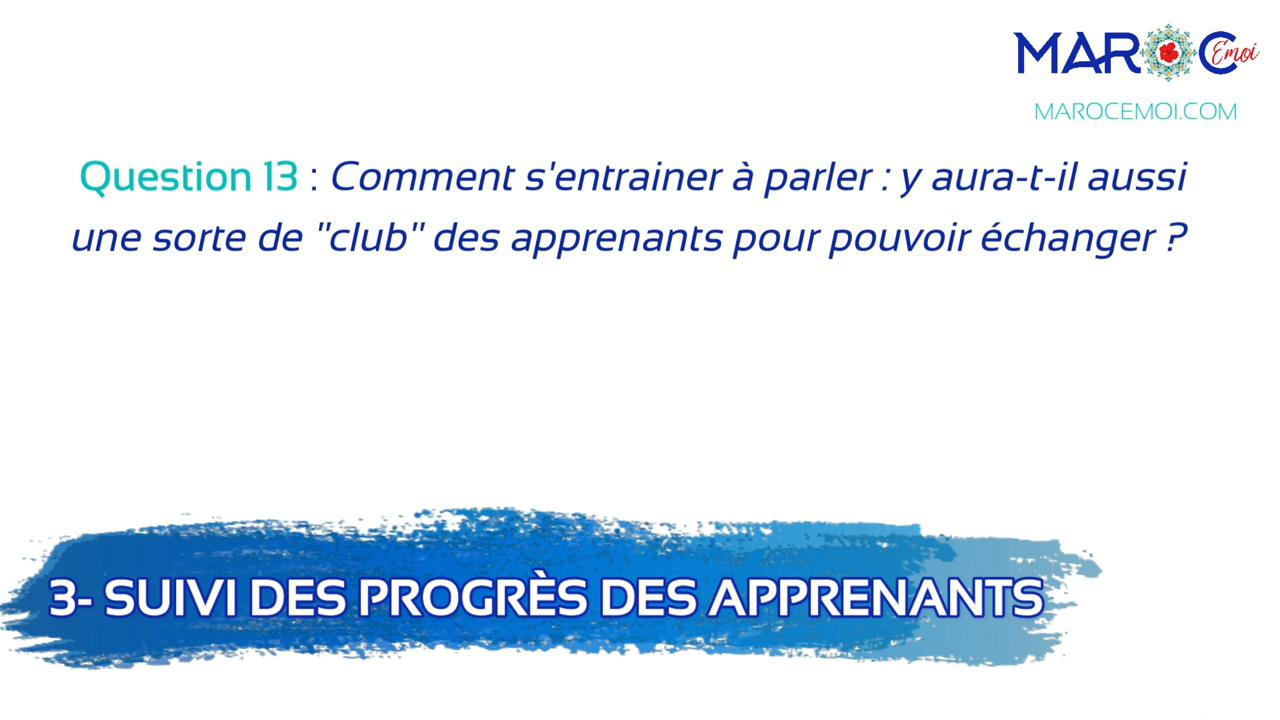 MAROC Émoi
MAROCEMOI.COM
Question 13 : Comment s'entrainer à parler : y aura-t-il aussi
une sorte de "club" des apprenants pour pouvoir échanger ?
3- SUIVI DES PROGRÈS DES APPRENANTS